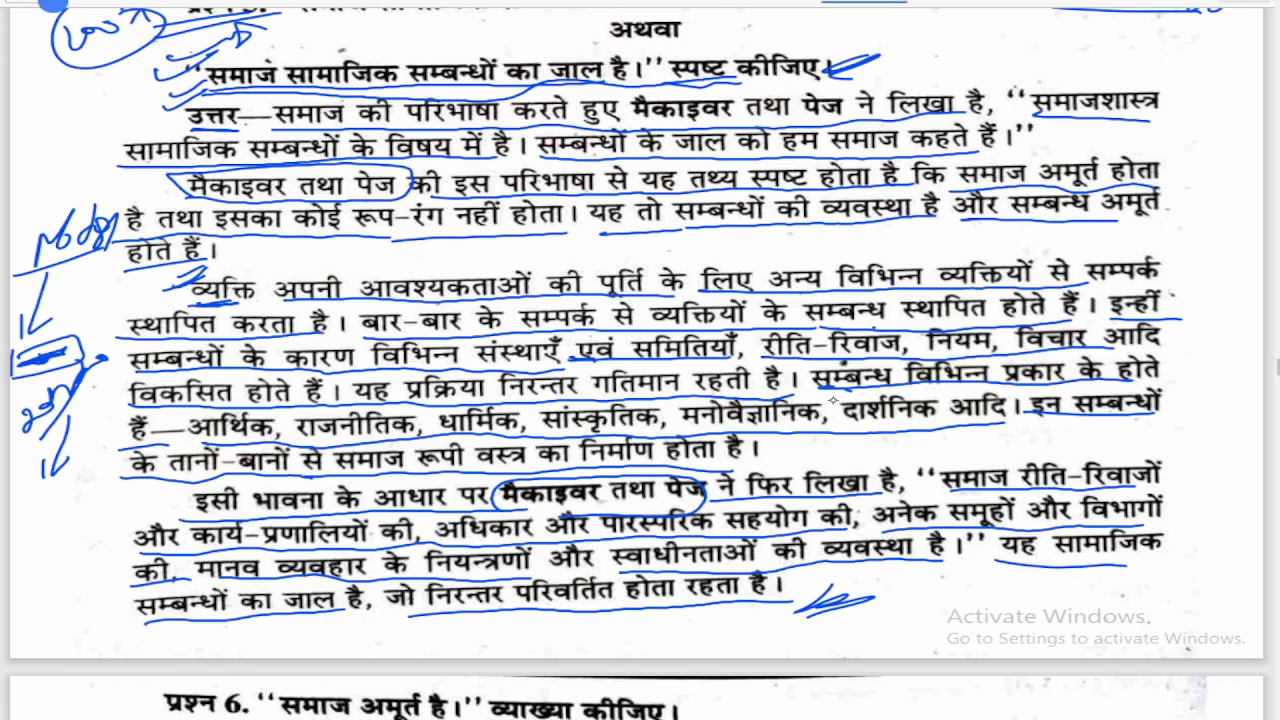 अथवा
‘‘समाज सामाजिक सम्बन्धों का जाल है।’’ स्पष्ट कीजिए।
उत्तर—समाज की परिभाषा करते हुए मैकाइवर तथा पेज ने लिखा है, ‘‘समाजशास्त्र
सामाजिक सम्बन्धों के विषय में है। सम्बन्धों के जाल को हम समाज कहते हैं।’’
मैकाइवर तथा पेज की इस परिभाषा से यह तथ्य स्पष्ट होता है कि समाज अमूर्त होता
है तथा इसका कोई रूप-रंग नहीं होता। यह तो सम्बन्धों की व्यवस्था है और सम्बन्ध अमूर्त
होते हैं।
व्यक्ति अपनी आवश्यकताओं की पूर्ति के लिए अन्य विभिन्न व्यक्तियों से सम्पर्क
स्थापित करता है। बार-बार के सम्पर्क से व्यक्तियों के सम्बन्ध स्थापित होते हैं। इन्हीं
सम्बन्धों के कारण विभिन्न संस्थाएँ एवं समितियाँ, रीति-रिवाज, नियम, विचार आदि
विकसित होते हैं। यह प्रक्रिया निरन्तर गतिमान रहती है। सम्बन्ध विभिन्न प्रकार के होते
हैं—आर्थिक, राजनीतिक, धार्मिक, सांस्कृतिक, मनोवैज्ञानिक, दार्शनिक आदि। इन सम्बन्धों
के तानों-बानों से समाज रूपी वस्त्र का निर्माण होता है।
इसी भावना के आधार पर मैकाइवर तथा पेज ने फिर लिखा है, ‘‘समाज रीति-रिवाजों
और कार्य-प्रणालियों की, अधिकार और पारस्परिक सहयोग की, अनेक समूहों और विभागों
की, मानव व्यवहार के नियन्त्रणों और स्वाधीनताओं की व्यवस्था है।’’ यह सामाजिक
सम्बन्धों का जाल है, जो निरन्तर परिवर्तित होता रहता है।
Activate Windows.
Go to Settings to activate Windows.
प्रश्न 6. ‘‘समाज अमूर्त है।’’ व्याख्या कीजिए।